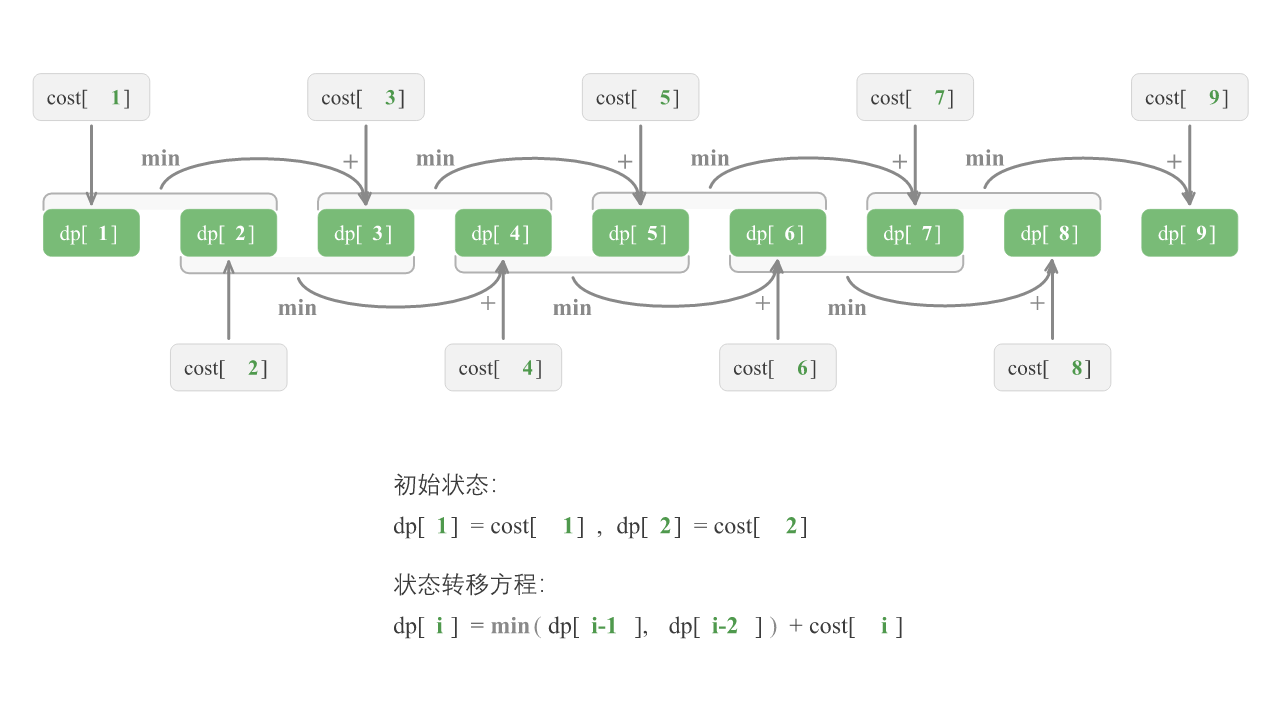 cost[ 1] cost[ 3] cost[ 5] cost[ 7] cost[ 9]
min + min + min + min +
dp[ 1] dp[ 2] dp[ 3] dp[ 4] dp[ 5] dp[ 6] dp[ 7] dp[ 8] dp[ 9]
min + min + min +
cost[ 2] cost[ 4] cost[ 6] cost[ 8]
初始状态:
dp[ 1] = cost[ 1] , dp[ 2] = cost[ 2]
状态转移方程:
dp[ i ] = min( dp[ i-1 ], dp[ i-2 ] ) + cost[ i ]